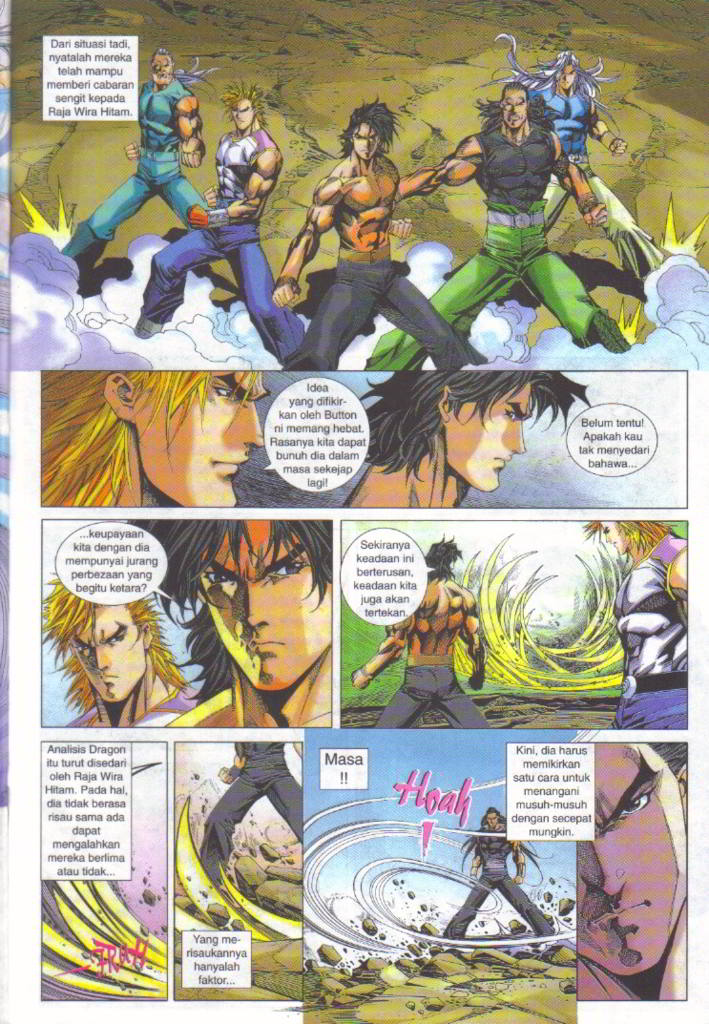 Dari situasi tadi,
nyatalah mereka
telah mampu
memberi cabaran
sengit kepada
Raja Wira Hitam.
Idea
yang difikir-
kan oleh Button
ni memang hebat.
Rasanya kita dapat
bunuh dia dalam
masa sekejap
lagi!
Belum tentu!
Apakah kau
tak menyedari
bahawa...
...keupayaan
kita dengan dia
mempunyai jurang
perbezaan yang
begitu ketara?
Sekiranya
keadaan ini
berterusan,
keadaan kita
juga akan
tertekan.
Analisis Dragon
itu turut disedari
oleh Raja Wira
Hitam. Pada hal,
dia tidak berasa
risau sama ada
dapat
mengalahkan
mereka berlima
atau tidak...
FRUH
Yang me-
risaukannya
hanyalah
faktor...
Masa
!!
Hoah
!
Kini, dia harus
memikirkan
satu cara untuk
menangani
musuh-musuh
dengan secepat
mungkin.